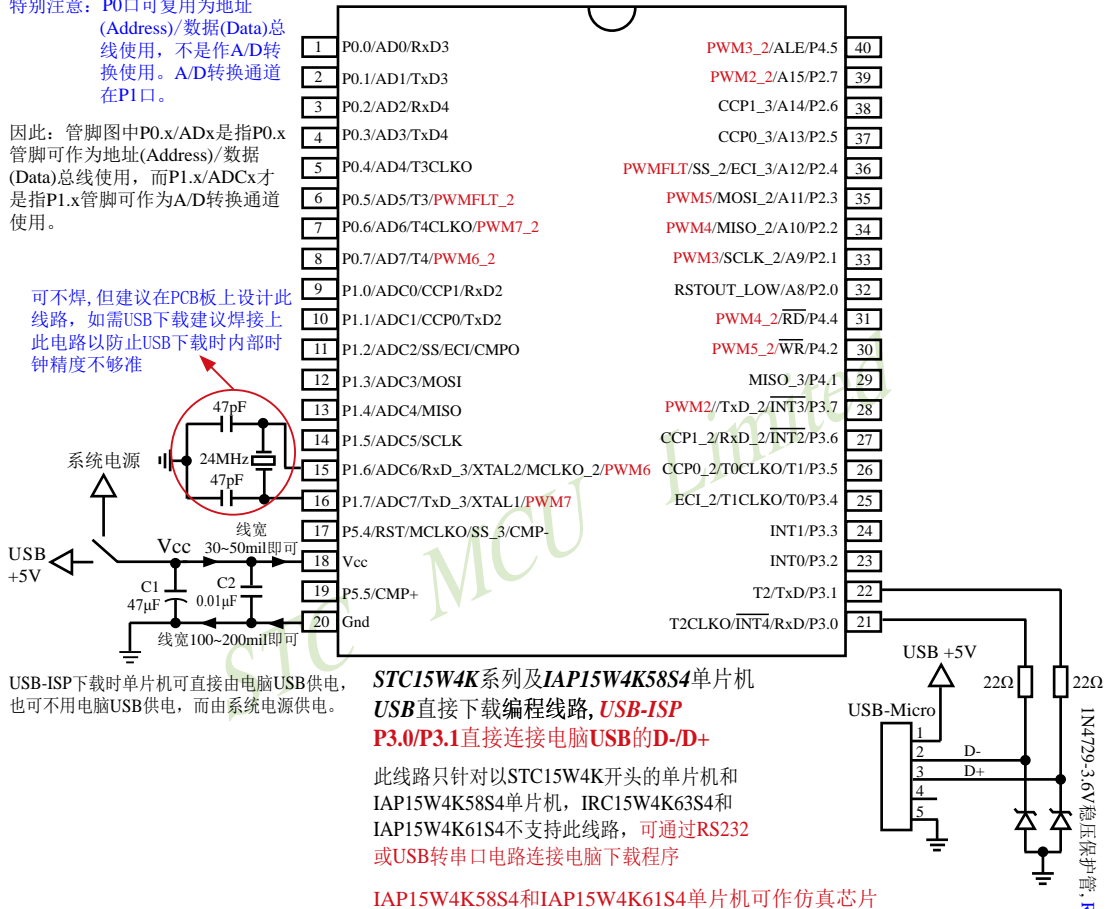 特别注意：P0口可复用为地址
(Address)/数据(Data)总
线使用，不是作A/D转
换使用。A/D转换通道
在P1口。
因此：管脚图中P0.x/ADx是指P0.x
管脚可作为地址(Address)/数据
(Data)总线使用，而P1.x/ADCx才
是指P1.x管脚可作为A/D转换通道
使用。
可不焊,但建议在PCB板上设计此
线路，如需USB下载建议焊接上
此电路以防止USB下载时内部时
钟精度不够准
47pF
24MHz
47pF
系统电源
USB
+5V
Vcc
线宽
30~50mil即可
C1
47μF
C2
0.01μF
线宽100~200mil即可
USB-ISP下载时单片机可直接由电脑USB供电，
也可不用电脑USB供电，而由系统电源供电。
1 P0.0/AD0/RxD3
2 P0.1/AD1/TxD3
3 P0.2/AD2/RxD4
4 P0.3/AD3/TxD4
5 P0.4/AD4/T3CLKO
6 P0.5/AD5/T3/PWMFLT_2
7 P0.6/AD6/T4CLKO/PWM7_2
8 P0.7/AD7/T4/PWM6_2
9 P1.0/ADC0/CCP1/RxD2
10 P1.1/ADC1/CCP0/TxD2
11 P1.2/ADC2/SS/ECI/CMPO
12 P1.3/ADC3/MOSI
13 P1.4/ADC4/MISO
14 P1.5/ADC5/SCLK
15 P1.6/ADC6/RxD_3/XTAL2/MCLKO_2/PWM6
16 P1.7/ADC7/TxD_3/XTAL1/PWM7
17 P5.4/RST/MCLKO/SS_3/CMP-
18 Vcc
19 P5.5/CMP+
20 Gnd
PWM3_2/ALE/P4.5 40
PWM2_2/A15/P2.7 39
CCP1_3/A14/P2.6 38
CCP0_3/A13/P2.5 37
PWMFLT/SS_2/ECI_3/A12/P2.4 36
PWM5/MOSI_2/A11/P2.3 35
PWM4/MISO_2/A10/P2.2 34
PWM3/SCLK_2/A9/P2.1 33
RSTOUT_LOW/A8/P2.0 32
PWM4_2/RD/P4.4 31
PWM5_2/WR/P4.2 30
MISO_3/P4.1 29
PWM2//TxD_2/INT3/P3.7 28
CCP1_2/RxD_2/INT2/P3.6 27
CCP0_2/T0CLKO/T1/P3.5 26
ECI_2/T1CLKO/T0/P3.4 25
INT1/P3.3 24
INT0/P3.2 23
T2/TxD/P3.1 22
T2CLKO/INT4/RxD/P3.0 21
STC MCU Limited
STC15W4K系列及IAP15W4K58S4单片机
USB直接下载编程线路,USB-ISP
P3.0/P3.1直接连接电脑USB的D-/D+
此线路只针对以STC15W4K开头的单片机和
IAP15W4K58S4单片机，IRC15W4K63S4和
IAP15W4K61S4不支持此线路，可通过RS232
或USB转串口电路连接电脑下载程序
IAP15W4K58S4和IAP15W4K61S4单片机可作仿真芯片
USB +5V
USB-Micro
1
2
3
4
5
D-
D+
22Ω
22Ω
1N4729-3.6V稳压保护管,